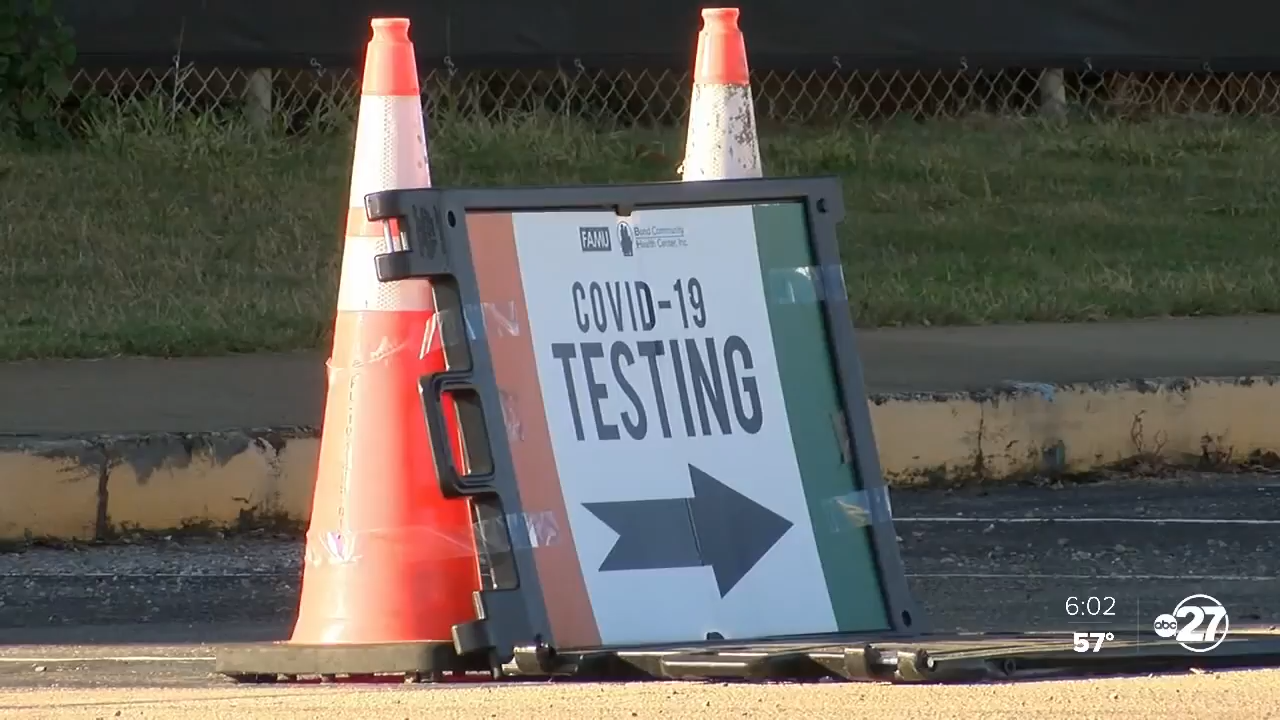 FAMU
Bond Community
Health Center, Inc.
COVID-19
TESTING
6:02
57°
abc 27